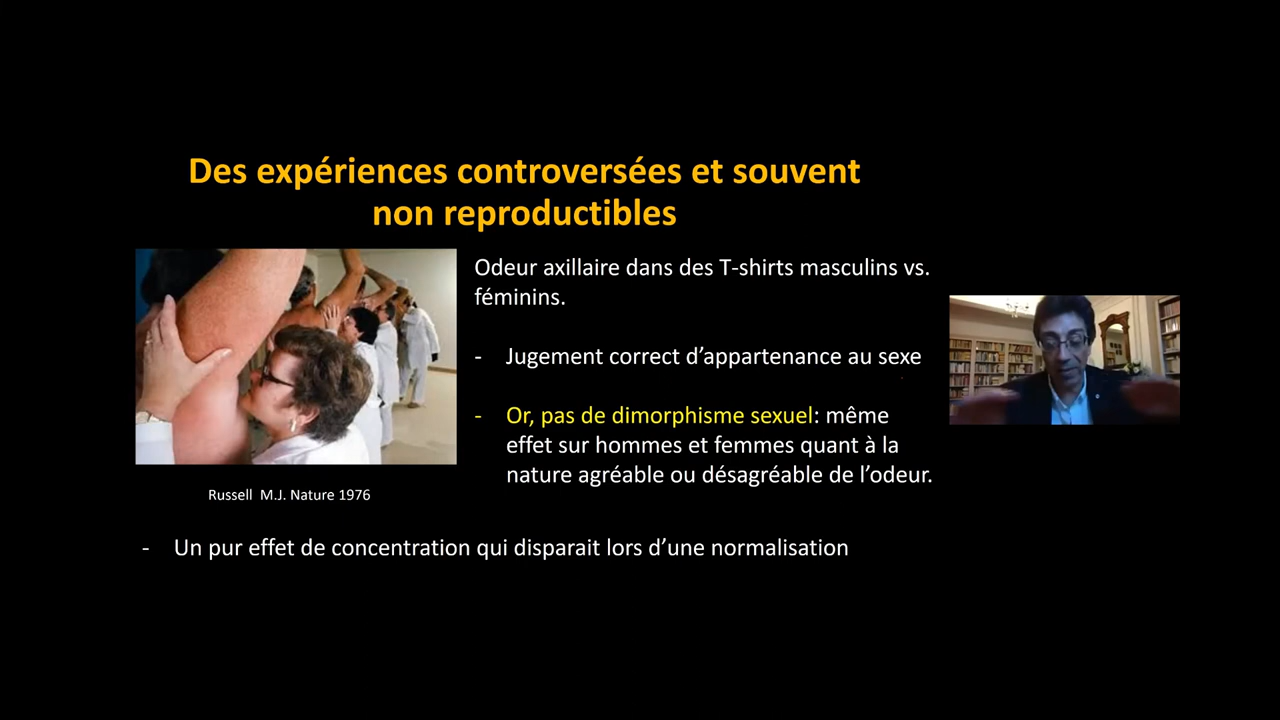 Des expériences controversées et souvent
non reproductibles
Odeur axillaire dans des T-shirts masculins vs.
féminins.
- Jugement correct d’appartenance au sexe
- Or, pas de dimorphisme sexuel: même
effet sur hommes et femmes quant à la
nature agréable ou désagréable de l’odeur.
Russell M.J. Nature 1976
- Un pur effet de concentration qui disparait lors d’une normalisation